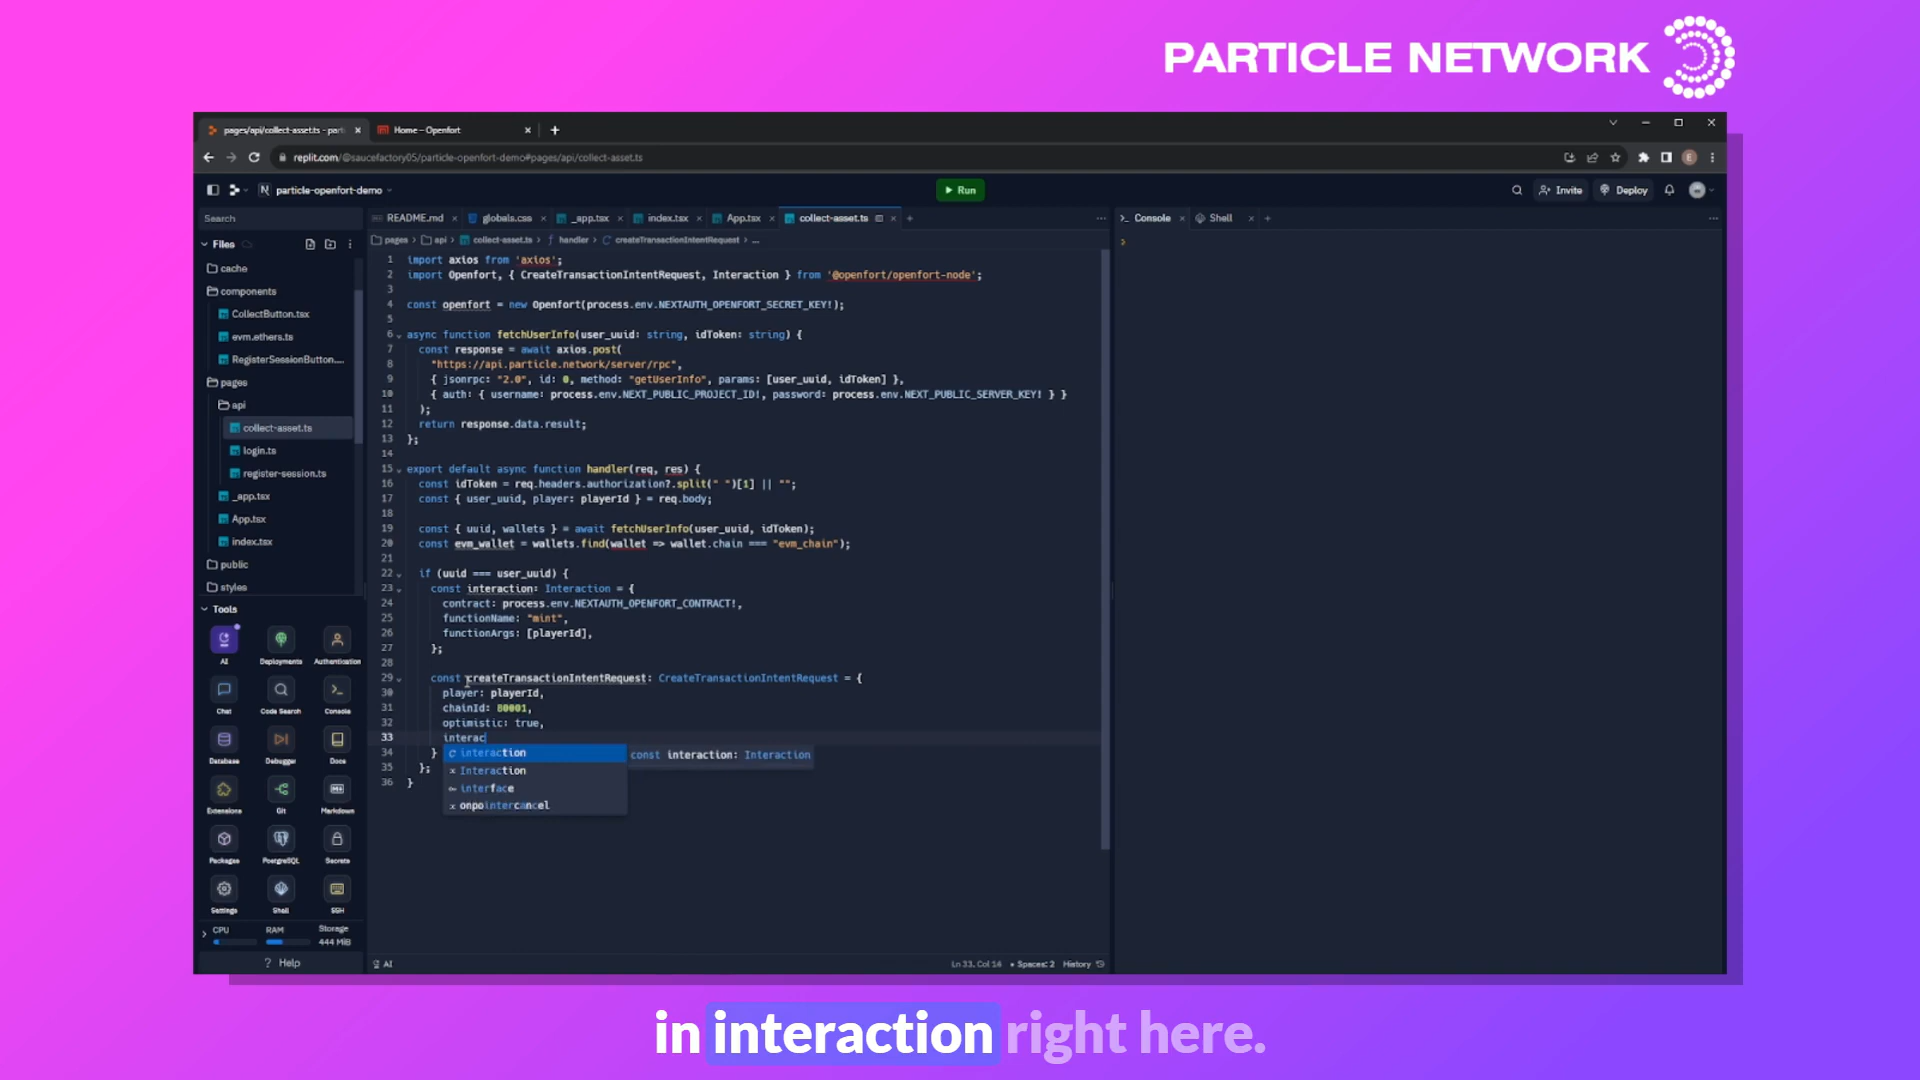 PARTICLE NETWORK
pages/api/collect-asset.ts - part
Home – Openfort
replit.com/@saucefactory05/particle-openfort-demo#pages/api/collect-asset.ts
E
N particle-openfort-demo
Run
Invite
Deploy
Search
README.md
globals.css
_app.tsx
index.tsx
App.tsx
collect-asset.ts
Console
Shell
Files
pages > api > collect-asset.ts > handler > createTransactionIntentRequest > ...
cache
components
CollectButton.tsx
evm.ethers.ts
RegisterSessionButton....
pages
api
collect-asset.ts
login.ts
register-session.ts
_app.tsx
App.tsx
index.tsx
public
styles
1 import axios from 'axios';
2 import Openfort, { CreateTransactionIntentRequest, Interaction } from '@openfort/openfort-node';
3
4 const openfort = new Openfort(process.env.NEXTAUTH_OPENFORT_SECRET_KEY!);
5
6 async function fetchUserInfo(user_uuid: string, idToken: string) {
7 const response = await axios.post(
8 "https://api.particle.network/server/rpc",
9 { jsonrpc: "2.0", id: 0, method: "getUserInfo", params: [user_uuid, idToken] },
10 { auth: { username: process.env.NEXT_PUBLIC_PROJECT_ID!, password: process.env.NEXT_PUBLIC_SERVER_KEY! } }
11 );
12 return response.data.result;
13 };
14
15 export default async function handler(req, res) {
16 const idToken = req.headers.authorization?.split(" ")[1] || "";
17 const { user_uuid, player: playerId } = req.body;
18
19 const { uuid, wallets } = await fetchUserInfo(user_uuid, idToken);
20 const evm_wallet = wallets.find(wallet => wallet.chain === "evm_chain");
21
22 if (uuid === user_uuid) {
23 const interaction: Interaction = {
24 contract: process.env.NEXTAUTH_OPENFORT_CONTRACT!,
25 functionName: "mint",
26 functionArgs: [playerId],
27 };
28
29 const createTransactionIntentRequest: CreateTransactionIntentRequest = {
30 player: playerId,
31 chainId: 80001,
32 optimistic: true,
33 interac
34 }
35 };
36 }
interaction
const interaction: Interaction
Interaction
interface
onpointercancel
Tools
AI
Deployments
Authentication
Chat
Code Search
Console
Database
Debugger
Docs
Extensions
Git
Markdown
Packages
PostgreSQL
Secrets
Settings
Shell
SSH
CPU
RAM
Storage
444 MiB
? Help
AI
Ln 33, Col 14 • Spaces: 2 History
in interaction right here.